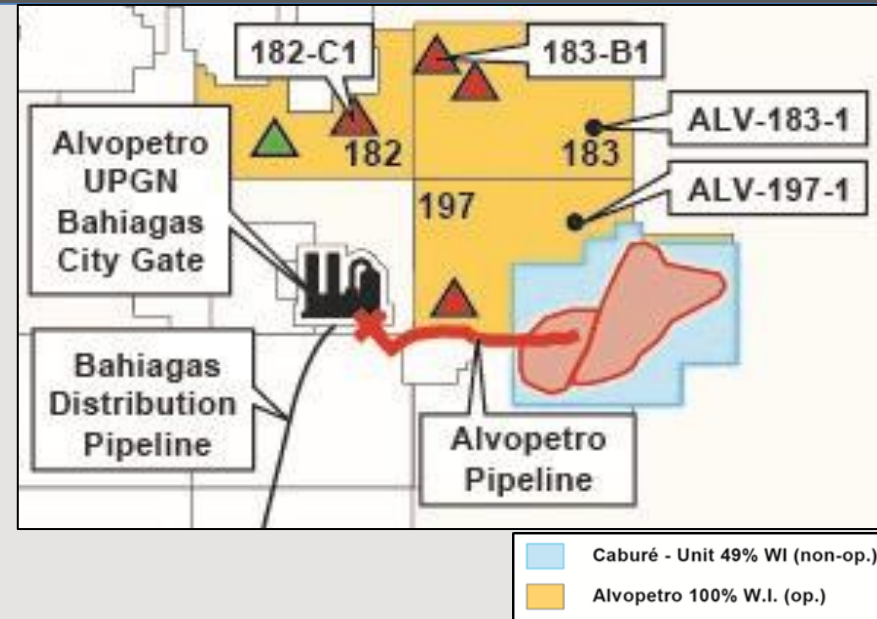 182-C1
183-B1
ALV-183-1
182
183
Alvopetro
UPGN
Bahiagas
City Gate
197
ALV-197-1
Bahiagas
Distribution
Pipeline
Alvopetro
Pipeline
Caburé - Unit 49% WI (non-op.)
Alvopetro 100% W.I. (op.)